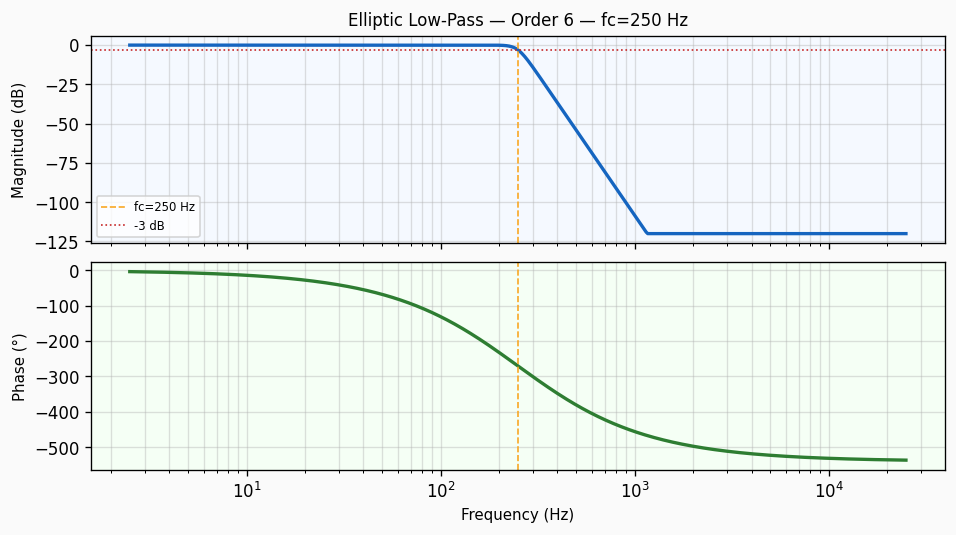 Elliptic Low-Pass — Order 6 — fc=250 Hz
Magnitude (dB)
0
−25
−50
−75
−100
−125
fc=250 Hz
-3 dB
Phase (°)
0
−100
−200
−300
−400
−500
10¹
10²
10³
10⁴
Frequency (Hz)